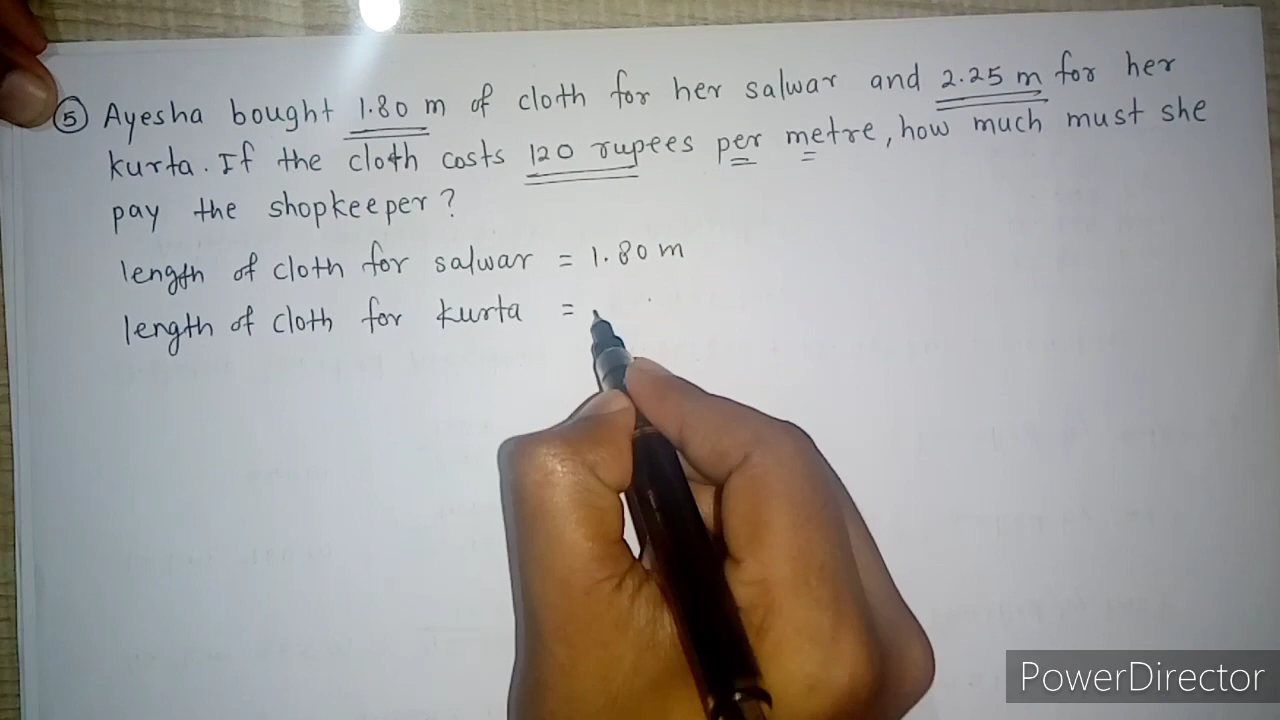 ⑤ Ayesha bought 1.80 m of cloth for her salwar and 2.25 m for her
kurta. If the cloth costs 120 rupees per metre, how much must she
pay the shopkeeper?
length of cloth for salwar = 1.80 m
length of cloth for kurta =
PowerDirector